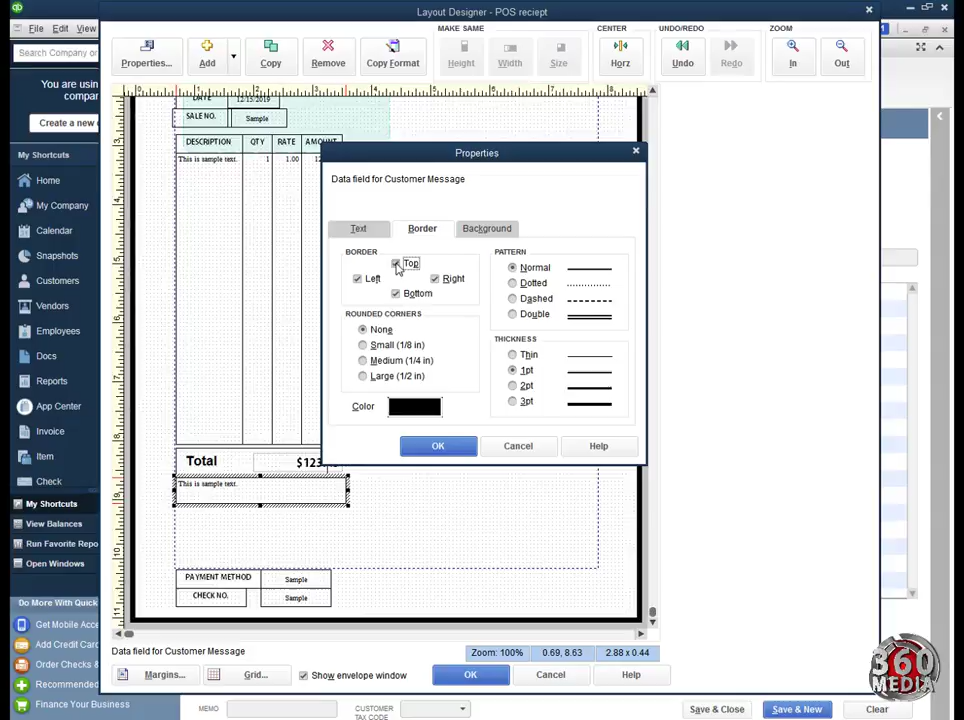 Layout Designer - POS reciept
File Edit View
Search Company or
You are using
compan
Create a new
My Shortcuts
Home
My Company
Calendar
Snapshots
Customers
Vendors
Employees
Docs
Reports
App Center
Invoice
Item
Check
My Shortcuts
View Balances
Run Favorite Repo
Open Windows
Do More With Quick
Get Mobile Acce
Add Credit Card
Order Checks &
Recommended
Finance Your Business
MAKE SAME
CENTER
UNDO/REDO
ZOOM
Properties...
Add
Copy
Remove
Copy Format
Height
Width
Size
Horz
Undo
Redo
In
Out
DATE 12/15/2019
SALE NO. Sample
DESCRIPTION QTY RATE AMOUNT
This is sample text. 1 1.00
Total $123.
This is sample text.
PAYMENT METHOD Sample
CHECK NO. Sample
Properties
Data field for Customer Message
Text Border Background
BORDER
Top
Left Right
Bottom
ROUNDED CORNERS
None
Small (1/8 in)
Medium (1/4 in)
Large (1/2 in)
Color
PATTERN
Normal
Dotted
Dashed
Double
THICKNESS
Thin
1pt
2pt
3pt
OK Cancel Help
Data field for Customer Message
Zoom: 100% 0.69, 8.63 2.88 x 0.44
Margins... Grid... Show envelope window OK Cancel Help
MEMO
CUSTOMER
TAX CODE
Save & Close Save & New Clear
360
MEDIA